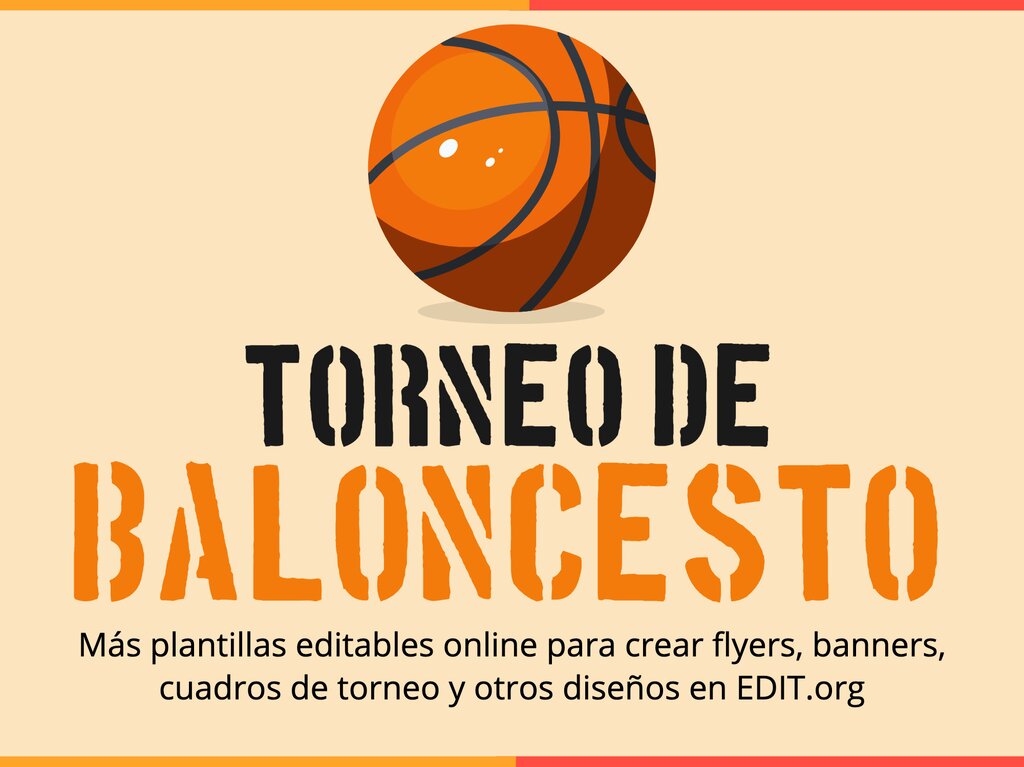 TORNEO DE
BALONCESTO
Más plantillas editables online para crear flyers, banners,
cuadros de torneo y otros diseños en EDIT.org